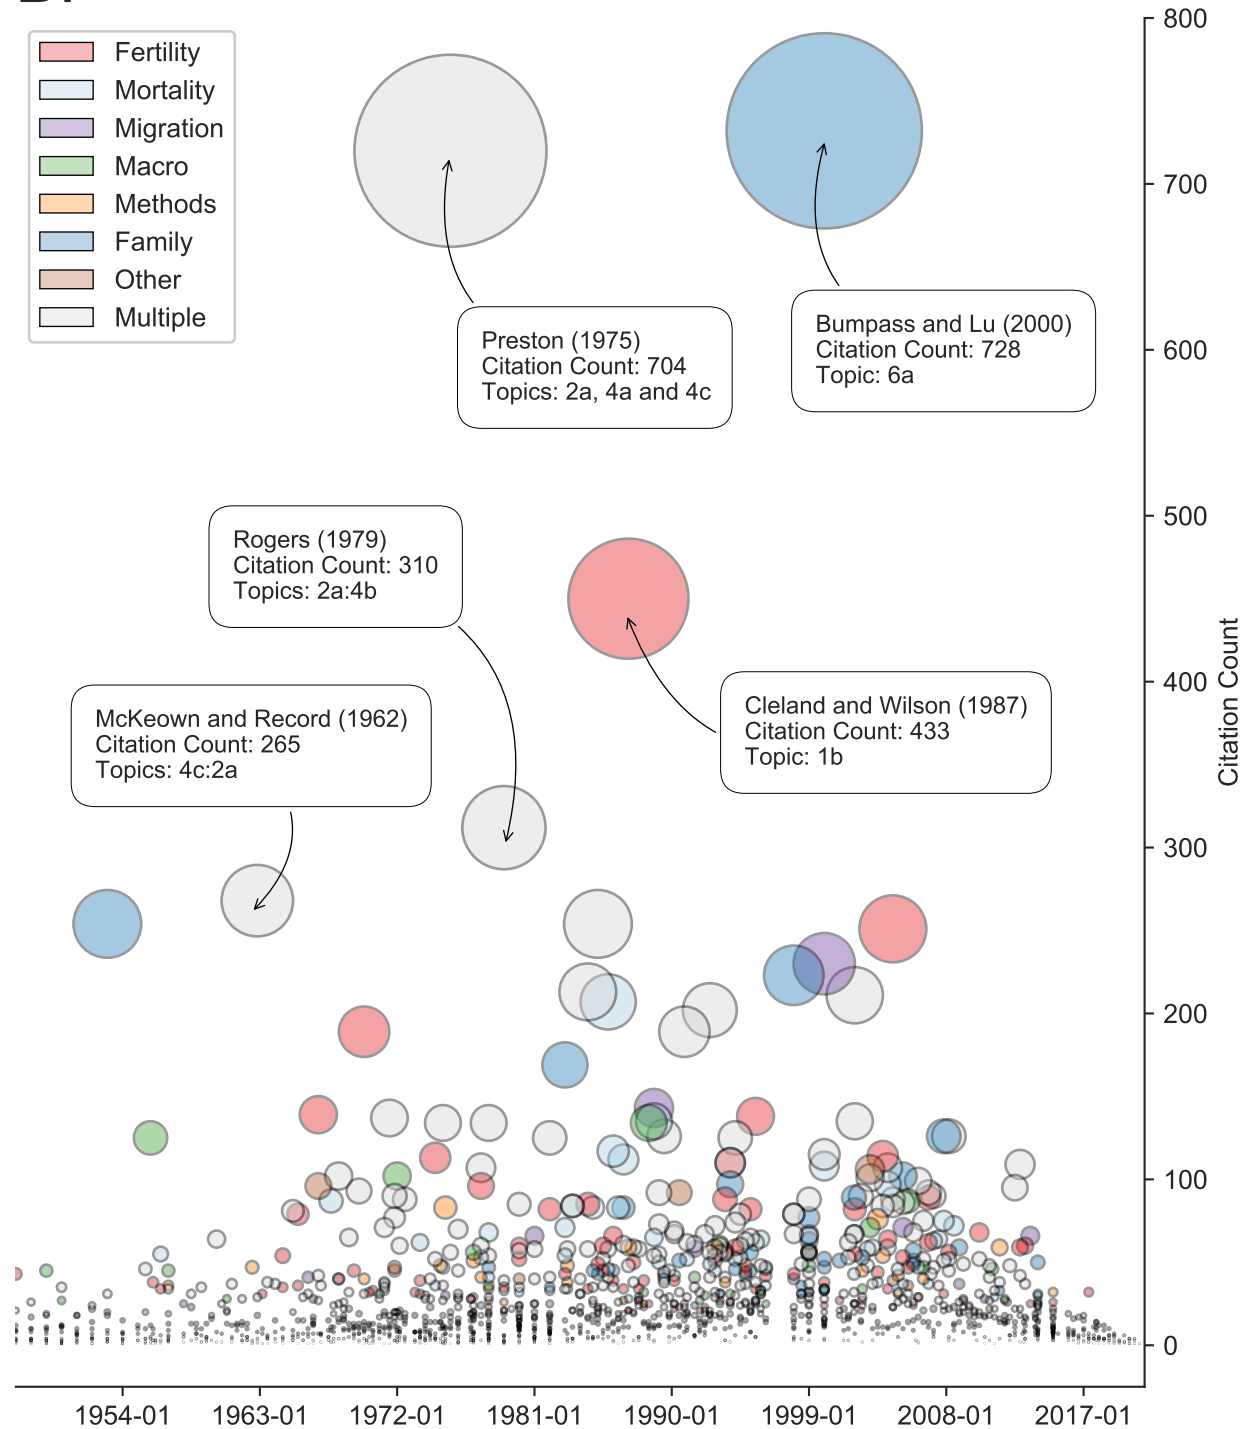 Fertility
Mortality
Migration
Macro
Methods
Family
Other
Multiple
Preston (1975)
Citation Count: 704
Topics: 2a, 4a and 4c
Bumpass and Lu (2000)
Citation Count: 728
Topic: 6a
Rogers (1979)
Citation Count: 310
Topics: 2a:4b
McKeown and Record (1962)
Citation Count: 265
Topics: 4c:2a
Cleland and Wilson (1987)
Citation Count: 433
Topic: 1b
800
700
600
500
400
300
200
100
0
Citation Count
1954-01
1963-01
1972-01
1981-01
1990-01
1999-01
2008-01
2017-01